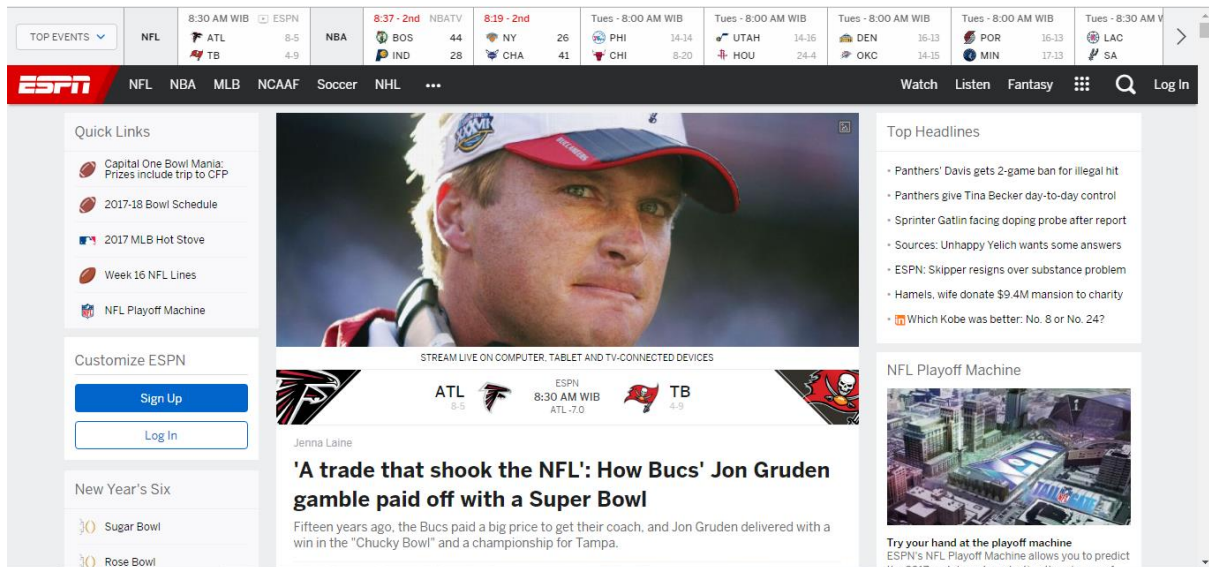 TOP EVENTS
NFL
8:30 AM WIB ESPN
ATL 8-5
TB 4-9
NBA
8:37 - 2nd NBATV
BOS 44
IND 28
8:19 - 2nd
NY 26
CHA 41
Tues - 8:00 AM WIB
PHI 14-14
CHI 8-20
Tues - 8:00 AM WIB
UTAH 14-16
HOU 24-4
Tues - 8:00 AM WIB
DEN 16-13
OKC 14-15
Tues - 8:00 AM WIB
POR 16-13
MIN 17-13
Tues - 8:30 AM
LAC
SA
ESPN NFL NBA MLB NCAAF Soccer NHL ••• Watch Listen Fantasy Log In
Quick Links
Capital One Bowl Mania:
Prizes include trip to CFP
2017-18 Bowl Schedule
2017 MLB Hot Stove
Week 16 NFL Lines
NFL Playoff Machine
Customize ESPN
Sign Up
Log In
New Year's Six
Sugar Bowl
Rose Bowl
XXXVII
BUCCANEERS
STREAM LIVE ON COMPUTER, TABLET AND TV-CONNECTED DEVICES
ATL
8-5
ESPN
8:30 AM WIB
ATL -7.0
TB
4-9
Jenna Laine
'A trade that shook the NFL': How Bucs' Jon Gruden
gamble paid off with a Super Bowl
Fifteen years ago, the Bucs paid a big price to get their coach, and Jon Gruden delivered with a
win in the "Chucky Bowl" and a championship for Tampa.
Top Headlines
Panthers' Davis gets 2-game ban for illegal hit
Panthers give Tina Becker day-to-day control
Sprinter Gatlin facing doping probe after report
Sources: Unhappy Yelich wants some answers
ESPN: Skipper resigns over substance problem
Hamels, wife donate $9.4M mansion to charity
in Which Kobe was better: No. 8 or No. 24?
NFL Playoff Machine
TAILGATE
Try your hand at the playoff machine
ESPN's NFL Playoff Machine allows you to predict